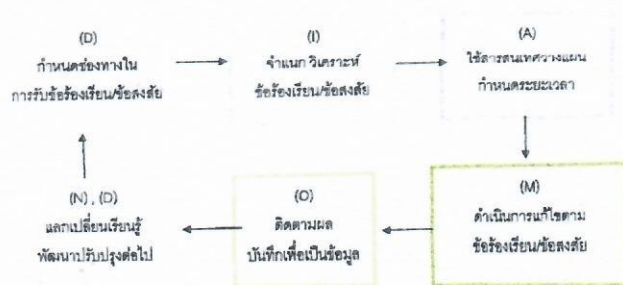 (D)
กำหนดช่องทางใน
การรับข้อร้องเรียน/ข้อสงสัย
(I)
จำแนก วิเคราะห์
ข้อร้องเรียน/ข้อสงสัย
(A)
ใช้สารสนเทศวางแผน
กำหนดระยะเวลา
(M)
ดำเนินการแก้ไขตาม
ข้อร้องเรียน/ข้อสงสัย
(O)
ติดตามผล
บันทึกเพื่อเป็นข้อมูล
(N) , (D)
แลกเปลี่ยนเรียนรู้
พัฒนาปรับปรุงต่อไป